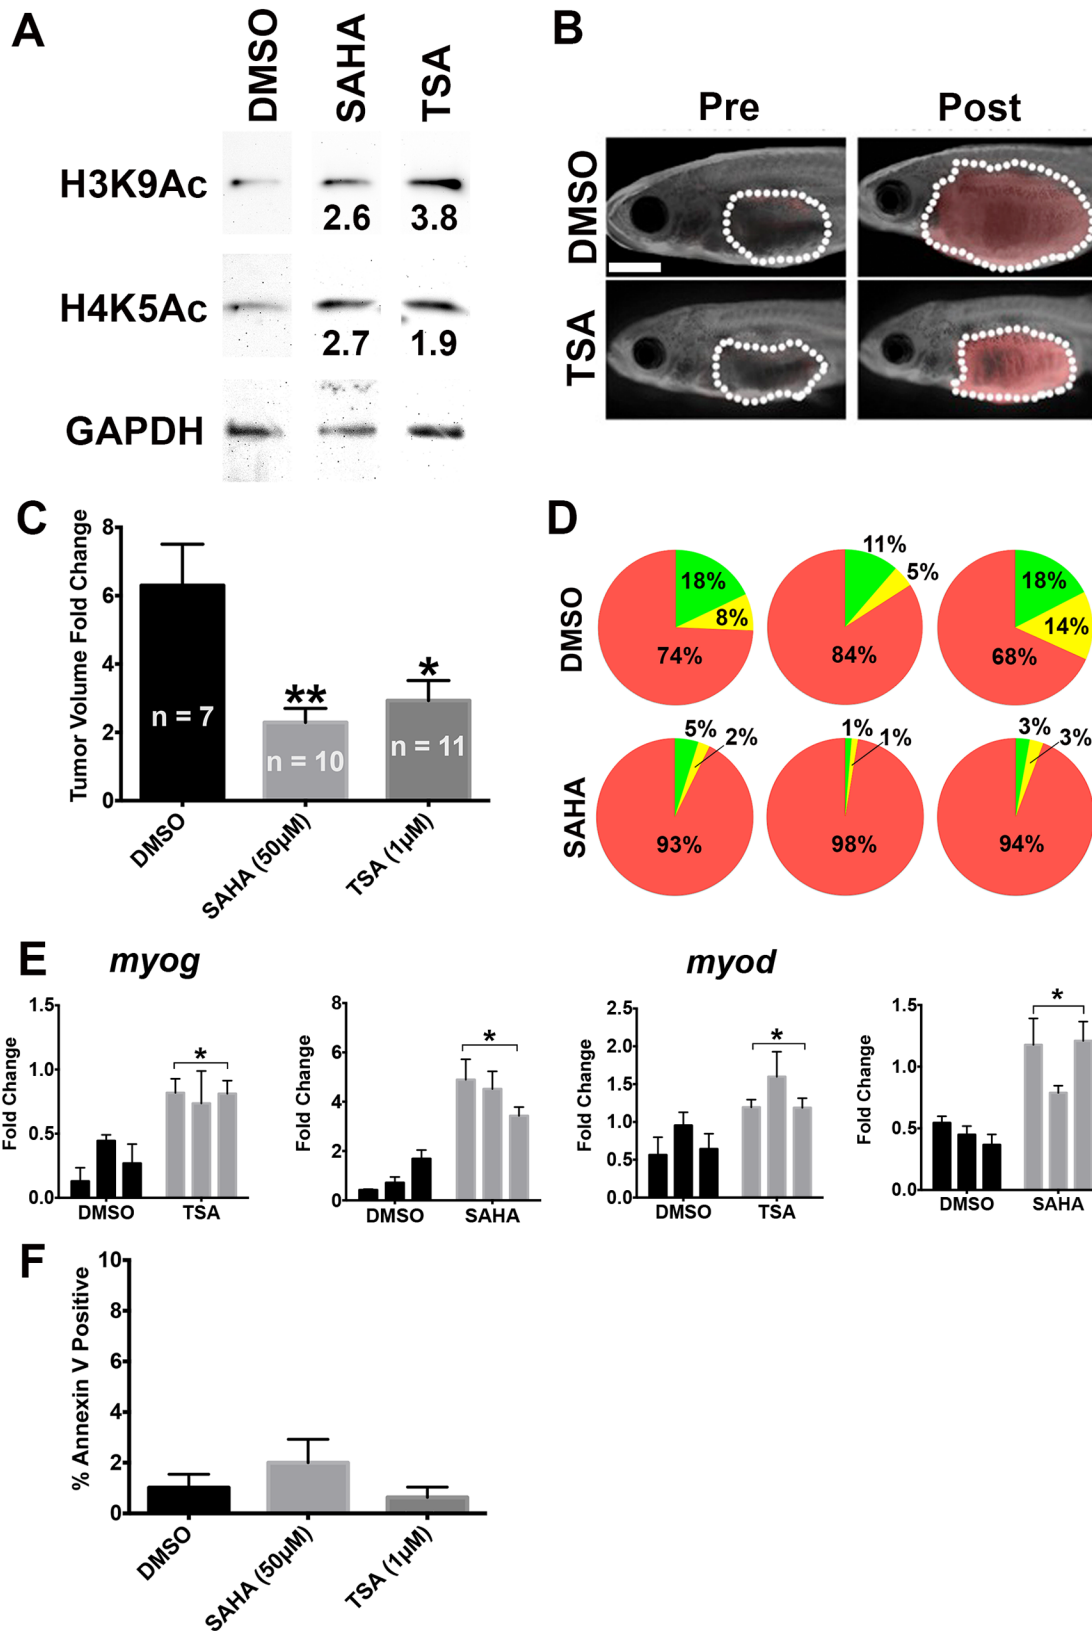 A
DMSO
SAHA
TSA
H3K9Ac
2.6
3.8
H4K5Ac
2.7
1.9
GAPDH
B
Pre
Post
DMSO
TSA
C
Tumor Volume Fold Change
8
6
4
2
0
n = 7
**
n = 10
*
n = 11
DMSO
SAHA (50µM)
TSA (1µM)
D
DMSO
18%
8%
74%
11%
5%
84%
18%
14%
68%
SAHA
5%
2%
93%
1%
1%
98%
3%
3%
94%
E
myog
myod
Fold Change
1.5
1.0
0.5
0.0
*
DMSO
TSA
Fold Change
8
6
4
2
0
*
DMSO
SAHA
Fold Change
2.5
2.0
1.5
1.0
0.5
0.0
*
DMSO
TSA
Fold Change
1.5
1.0
0.5
0.0
*
DMSO
SAHA
F
% Annexin V Positive
10
8
6
4
2
0
DMSO
SAHA (50µM)
TSA (1µM)